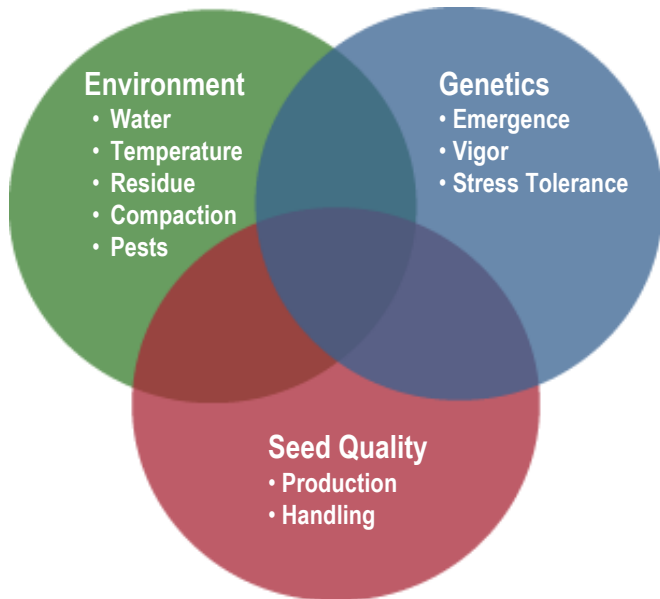 Environment
• Water
• Temperature
• Residue
• Compaction
• Pests
Genetics
• Emergence
• Vigor
• Stress Tolerance
Seed Quality
• Production
• Handling